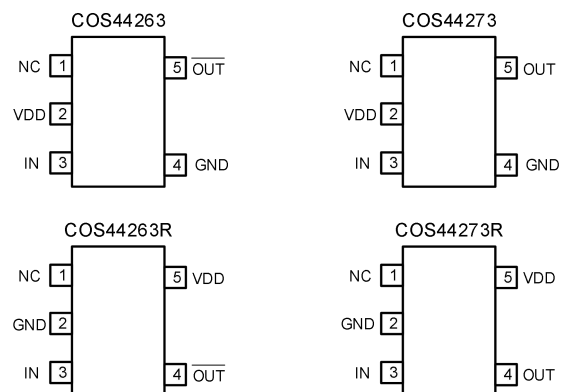 COS44263
NC 1
5 O̅U̅T̅
VDD 2
IN 3
4 GND
COS44273
NC 1
5 OUT
VDD 2
IN 3
4 GND
COS44263R
NC 1
5 VDD
GND 2
IN 3
4 O̅U̅T̅
COS44273R
NC 1
5 VDD
GND 2
IN 3
4 OUT